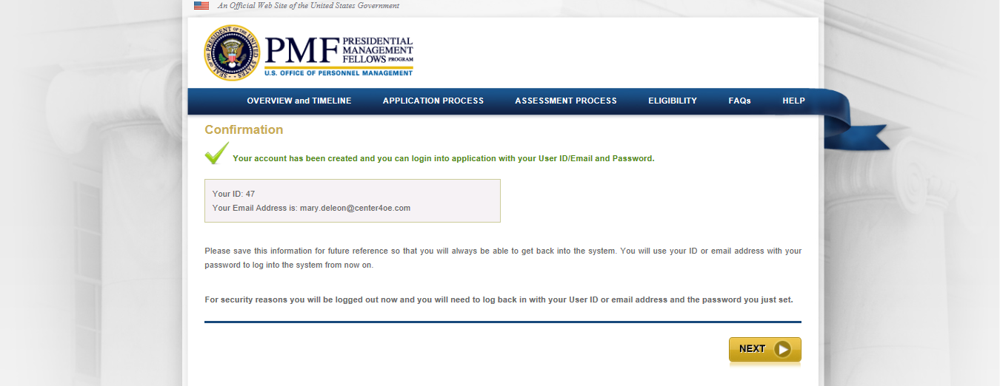 An Official Web Site of the United States Government
PMF PRESIDENTIAL
MANAGEMENT
FELLOWS PROGRAM
U.S. OFFICE OF PERSONNEL MANAGEMENT
OVERVIEW and TIMELINE APPLICATION PROCESS ASSESSMENT PROCESS ELIGIBILITY FAQs HELP
Confirmation
Your account has been created and you can login into application with your User ID/Email and Password.
Your ID: 47
Your Email Address is: mary.deleon@center4oe.com
Please save this information for future reference so that you will always be able to get back into the system. You will use your ID or email address with your
password to log into the system from now on.
For security reasons you will be logged out now and you will need to log back in with your User ID or email address and the password you just set.
NEXT